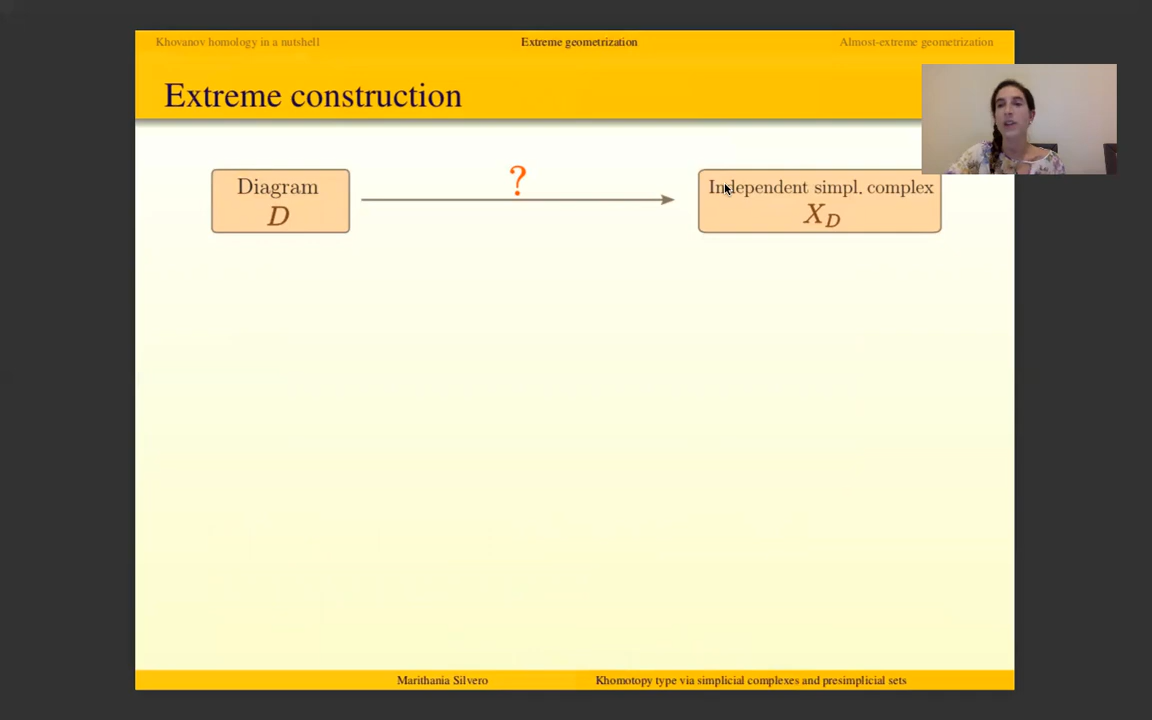 Khovanov homology in a nutshell
Extreme geometrization
Almost-extreme geometrization
Extreme construction
Diagram
D
?
Independent simpl. complex
X_D
Marithania Silvero
Khomotopy type via simplicial complexes and presimplicial sets